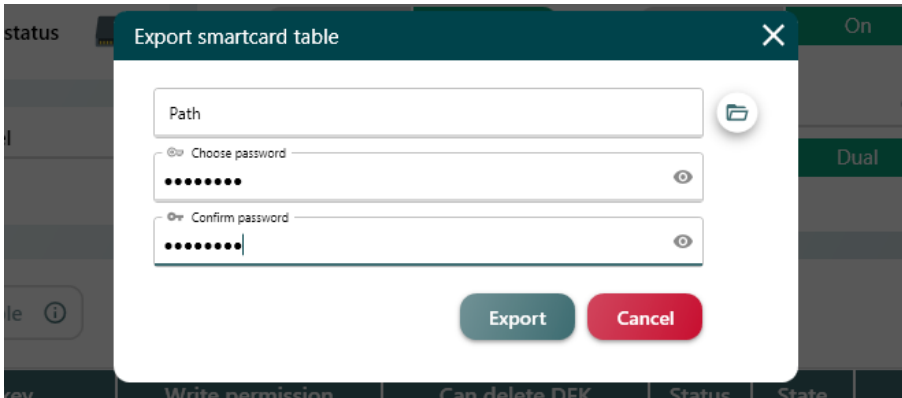 status
Export smartcard table
On
Path
Choose password
••••••••
Dual
Confirm password
••••••••
Export
Cancel
Write permission
Can delete DEK
Status
State